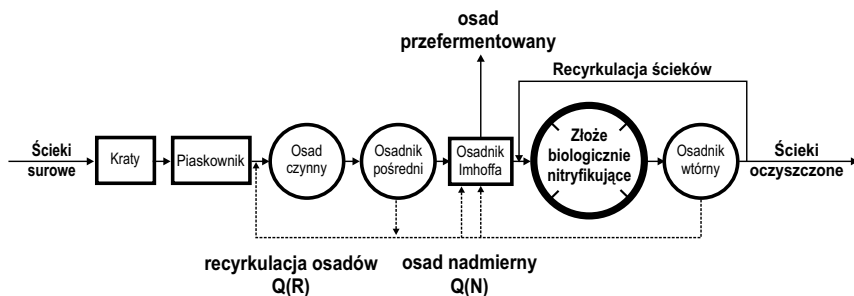 osad
przefermentowany
Recyrkulacja ścieków
Ścieki
surowe
Kraty
Piaskownik
Osad
czynny
Osadnik
pośredni
Osadnik
Imhoffa
Złoże
biologicznie
nitryfikujące
Osadnik
wtórny
Ścieki
oczyszczone
recyrkulacja osadów
Q(R)
osad nadmierny
Q(N)